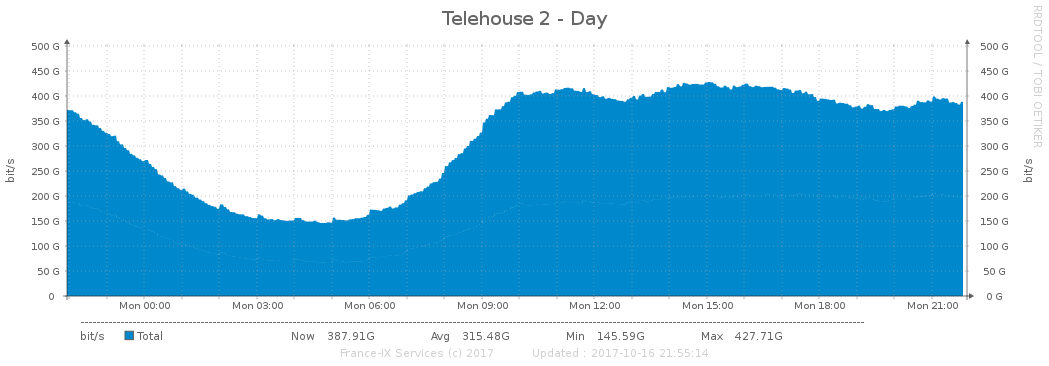 Telehouse 2 - Day
RRDTOOL / TOBI OETIKER
500 G 500 G
450 G 450 G
400 G 400 G
350 G 350 G
300 G 300 G
bit/s 250 G 250 G bit/s
200 G 200 G
150 G 150 G
100 G 100 G
50 G 50 G
0 0 G
Mon 00:00 Mon 03:00 Mon 06:00 Mon 09:00 Mon 12:00 Mon 15:00 Mon 18:00 Mon 21:00
bit/s Total Now 387.91G Avg 315.48G Min 145.59G Max 427.71G
France-IX Services (c) 2017 Updated : 2017-10-16 21:55:14